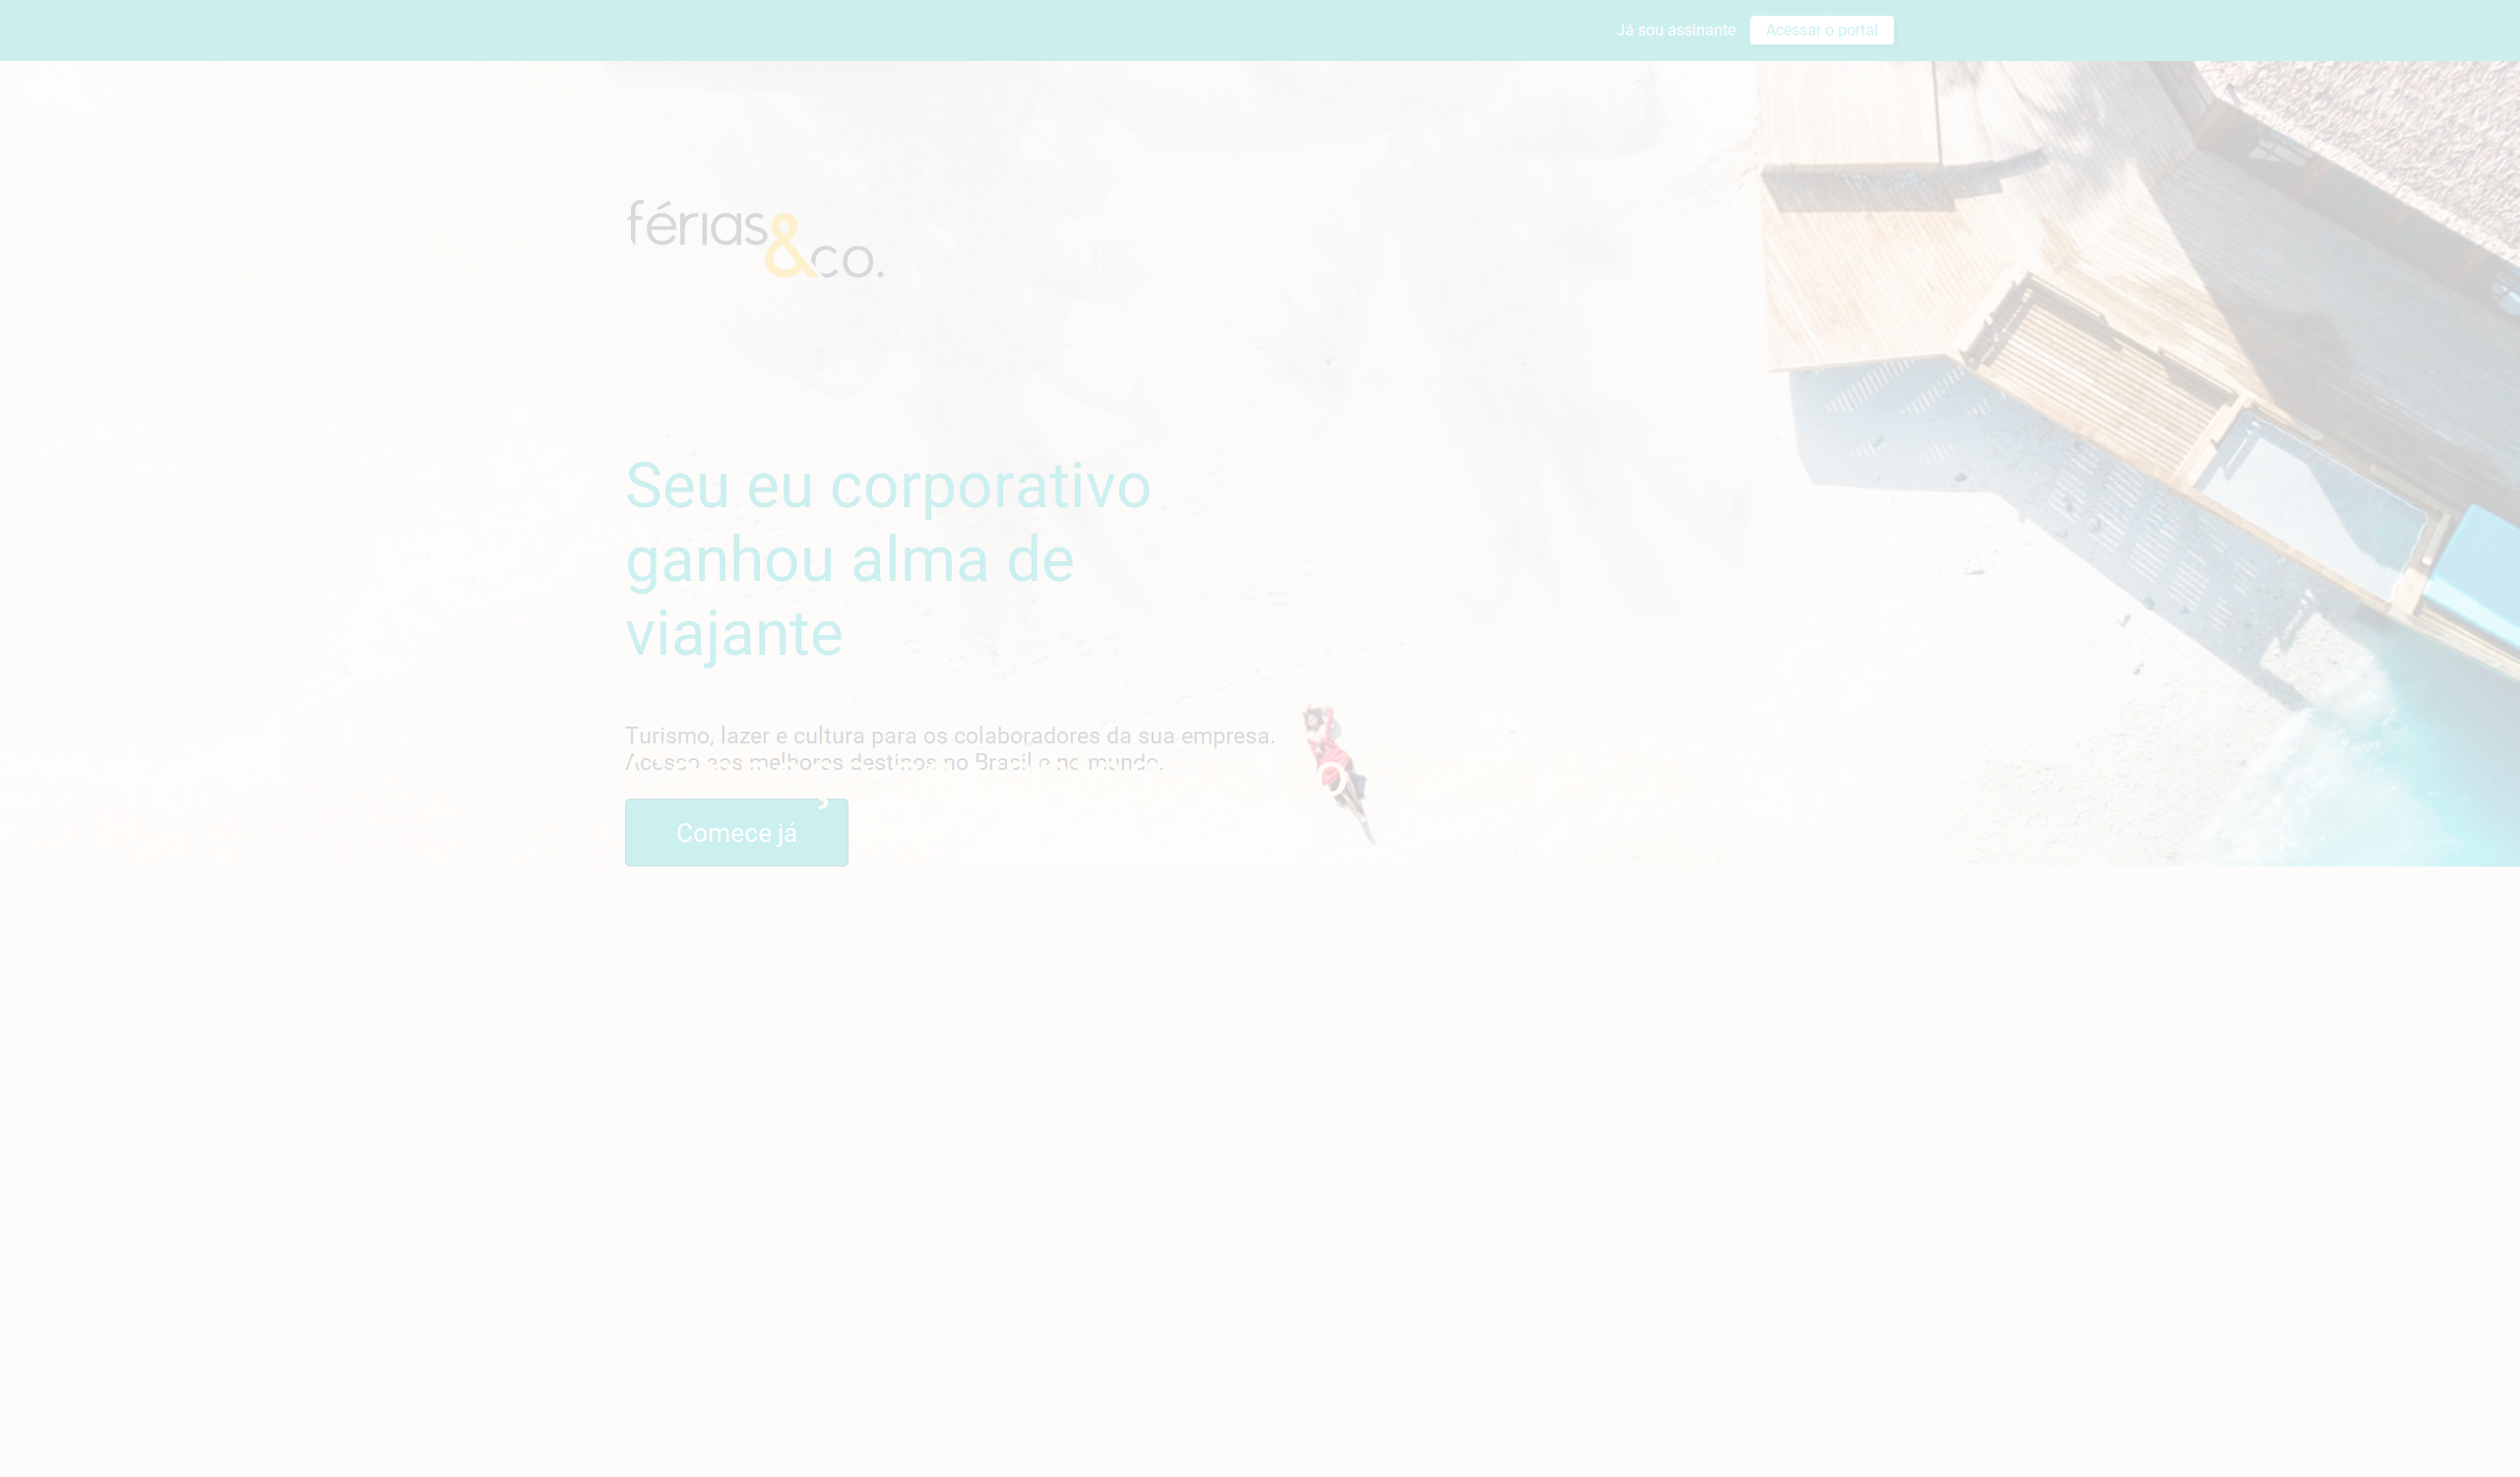 Já sou assinante Acessar o portal
férias&co.
Seu eu corporativo
ganhou alma de
viajante
Turismo, lazer e cultura para os colaboradores da sua empresa.
Acesso aos melhores destinos no Brasil e no mundo.
Comece já